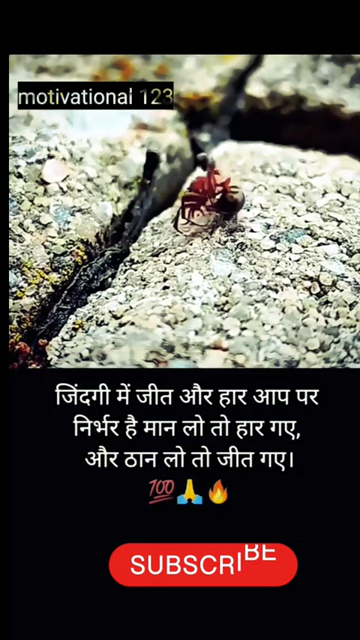 motivational 123
जिंदगी में जीत और हार आप पर
निर्भर है मान लो तो हार गए,
और ठान लो तो जीत गए।
💯🙏🔥
SUBSCRIBE